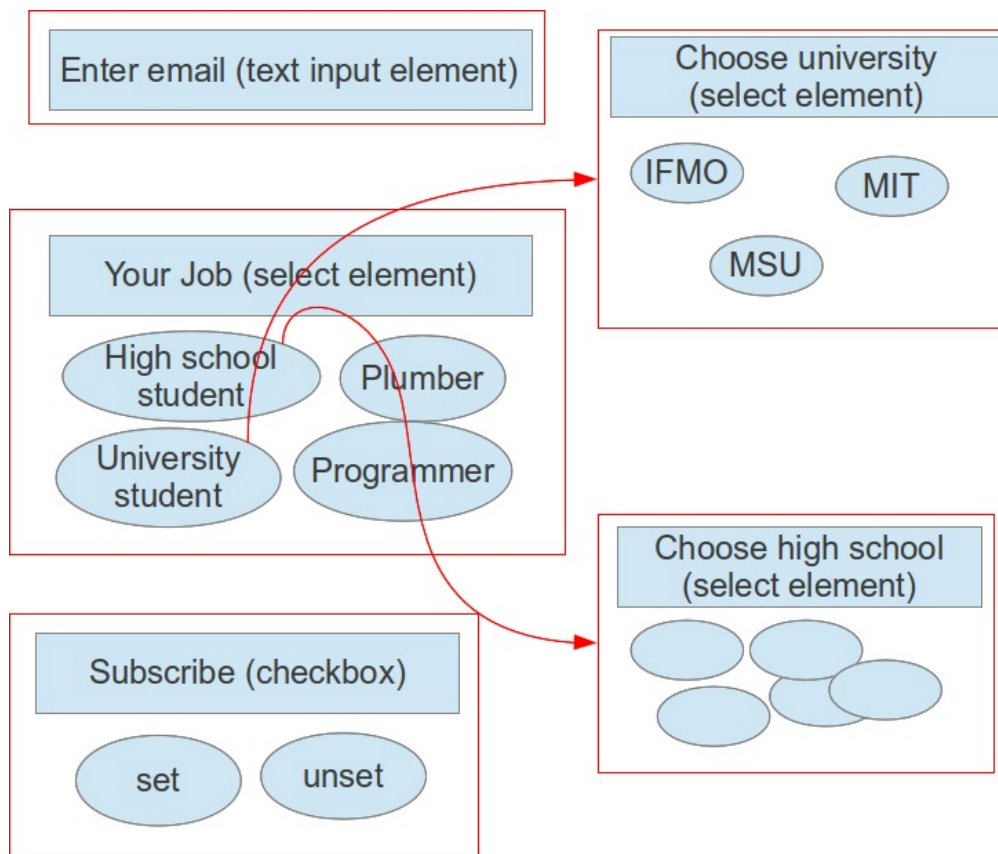 Enter email (text input element)
Choose university
(select element)
IFMO
MIT
MSU
Your Job (select element)
High school
student
Plumber
University
student
Programmer
Choose high school
(select element)
Subscribe (checkbox)
set
unset